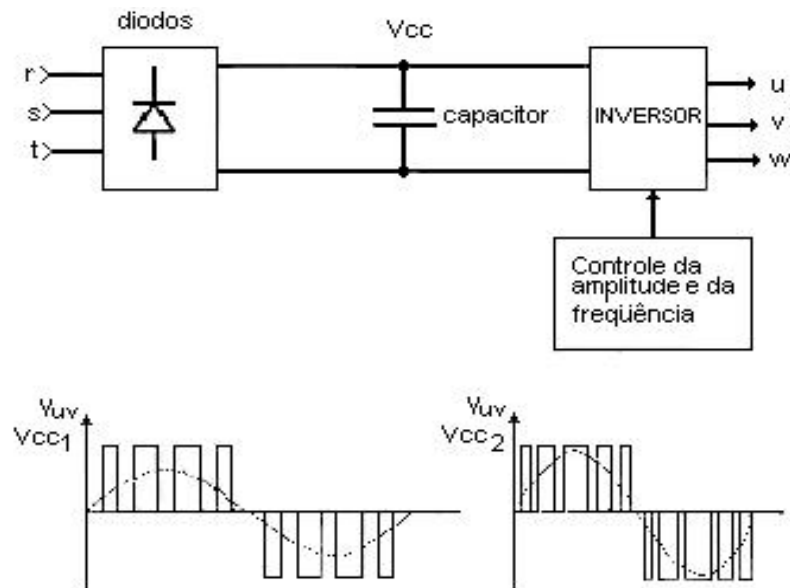 diodos
Vcc
r
s
t
capacitor
INVERSOR
u
v
w
Controle da
amplitude e da
freqüência
Vuv
Vcc1
Vuv
Vcc2